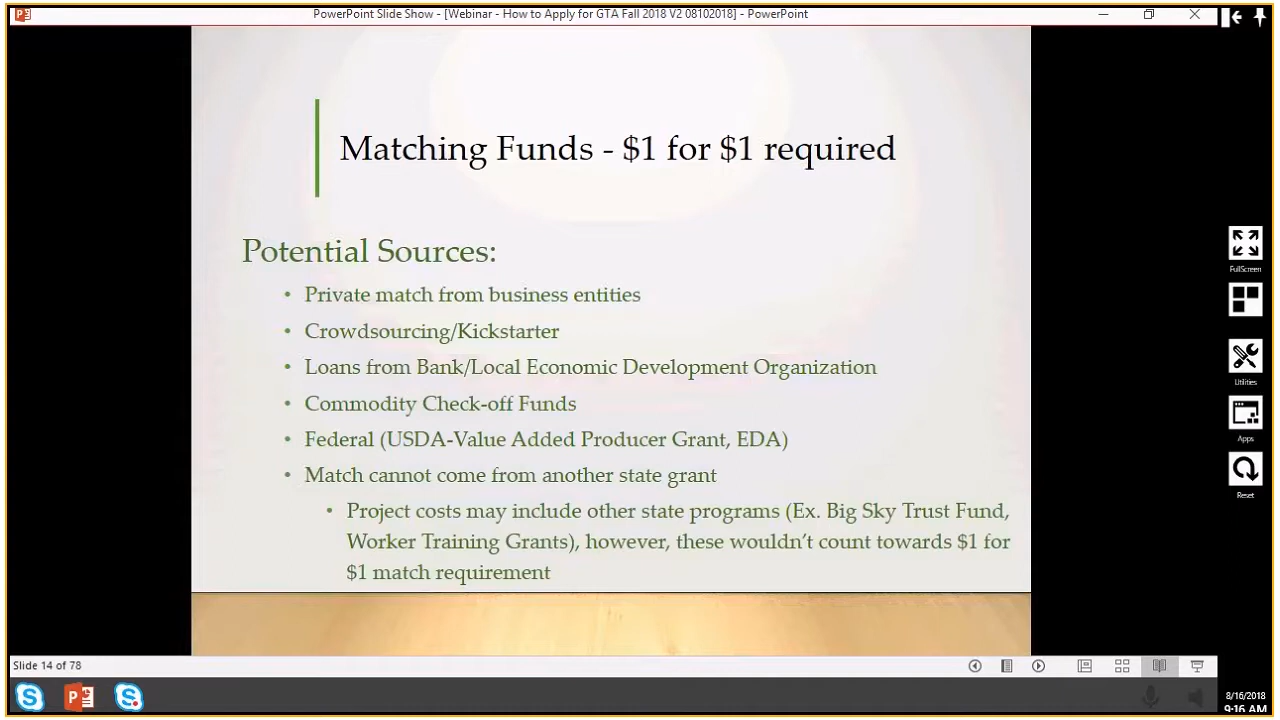 PowerPoint Slide Show - [Webinar - How to Apply for GTA Fall 2018 V2 08102018] - PowerPoint
Matching Funds - $1 for $1 required
Potential Sources:
• Private match from business entities
• Crowdsourcing/Kickstarter
• Loans from Bank/Local Economic Development Organization
• Commodity Check-off Funds
• Federal (USDA-Value Added Producer Grant, EDA)
• Match cannot come from another state grant
• Project costs may include other state programs (Ex. Big Sky Trust Fund,
Worker Training Grants), however, these wouldn't count towards $1 for
$1 match requirement
FullScreen
Utilities
Apps
Reset
Slide 14 of 78
8/16/2018
9:16 AM